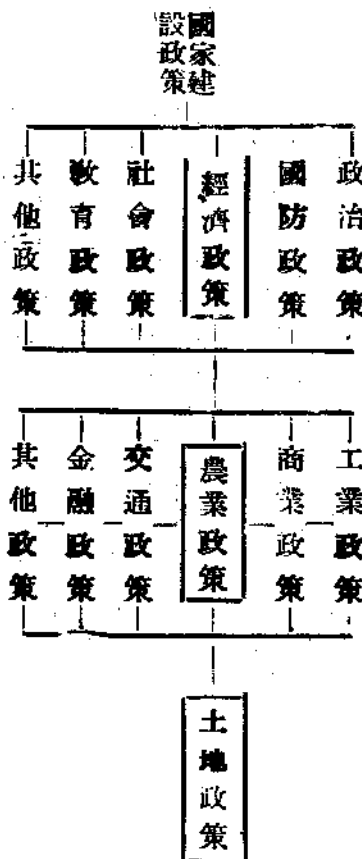 國家建
設政策
政治政策
國防政策
經濟政策
社會政策
教育政策
其他政策
工業政策
商業政策
農業政策
交通政策
金融政策
其他政策
土地政策